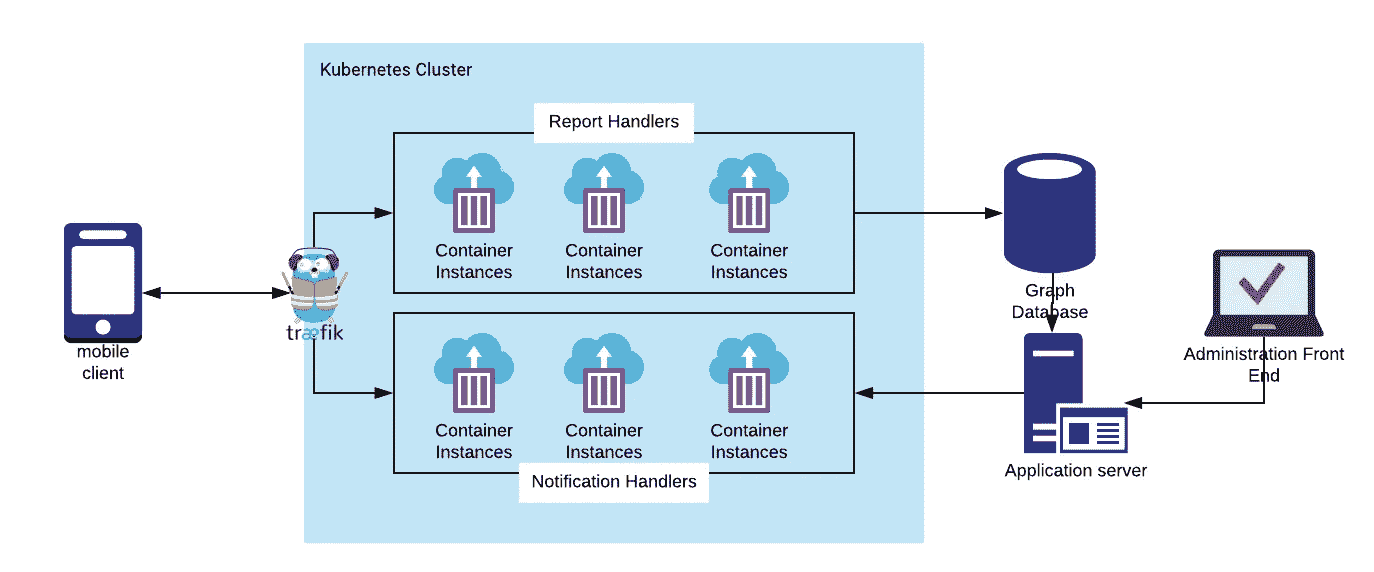 Kubernetes Cluster
Report Handlers
Container
Instances
Container
Instances
Container
Instances
træfik
mobile
client
Container
Instances
Container
Instances
Container
Instances
Notification Handlers
Graph
Database
Application server
Administration Front
End